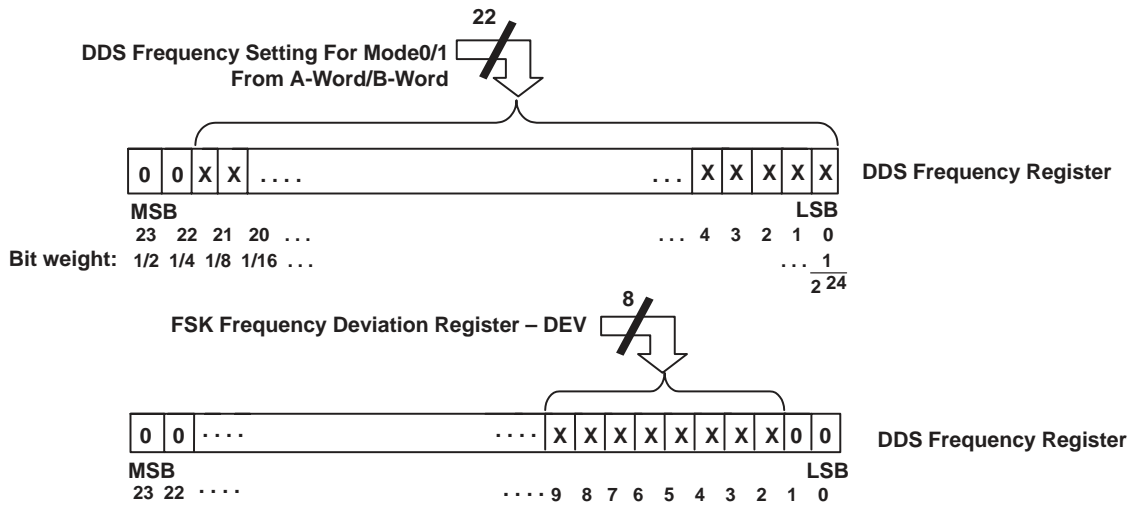 22
DDS Frequency Setting For Mode0/1
From A-Word/B-Word
0 0 X X . . . . . . . X X X X X DDS Frequency Register
MSB LSB
23 22 21 20 . . . . . . 4 3 2 1 0
Bit weight: 1/2 1/4 1/8 1/16 . . . . . . 1
2 24
8
FSK Frequency Deviation Register – DEV
0 0 . . . . . . . . X X X X X X X X 0 0 DDS Frequency Register
MSB LSB
23 22 . . . . . . . . 9 8 7 6 5 4 3 2 1 0